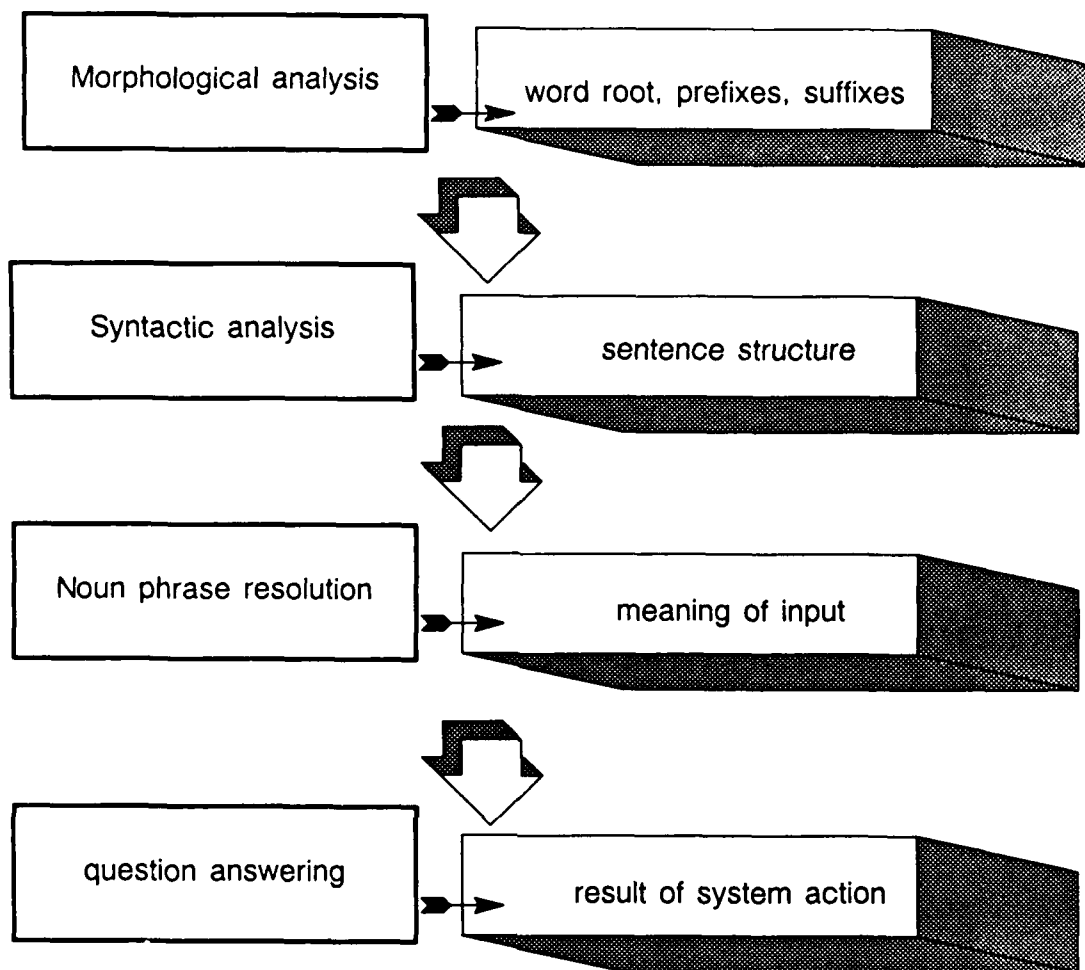 Morphological analysis
word root, prefixes, suffixes
Syntactic analysis
sentence structure
Noun phrase resolution
meaning of input
question answering
result of system action